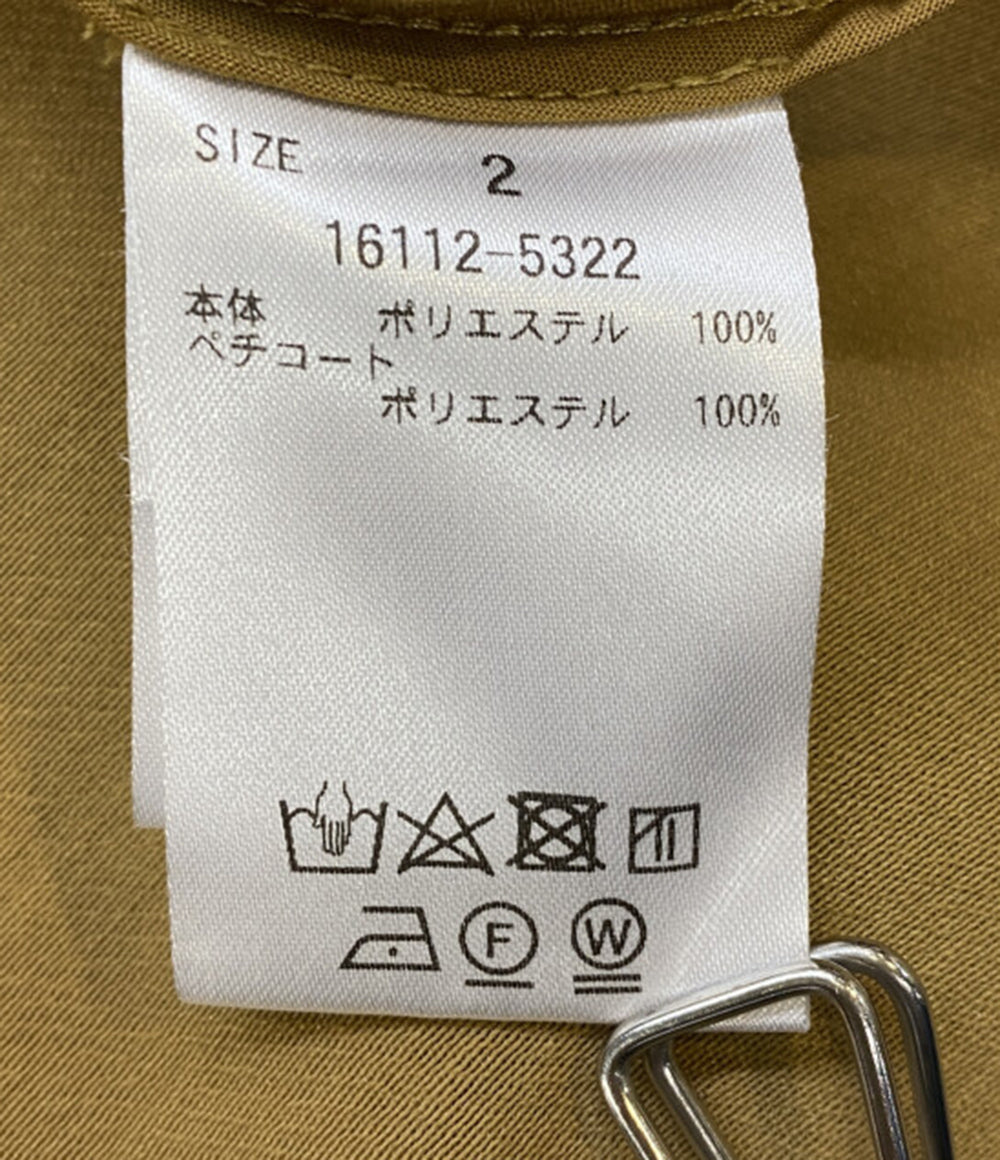 SIZE 2
16112-5322
本体 ポリエステル 100%
ペチコート
ポリエステル 100%
F W